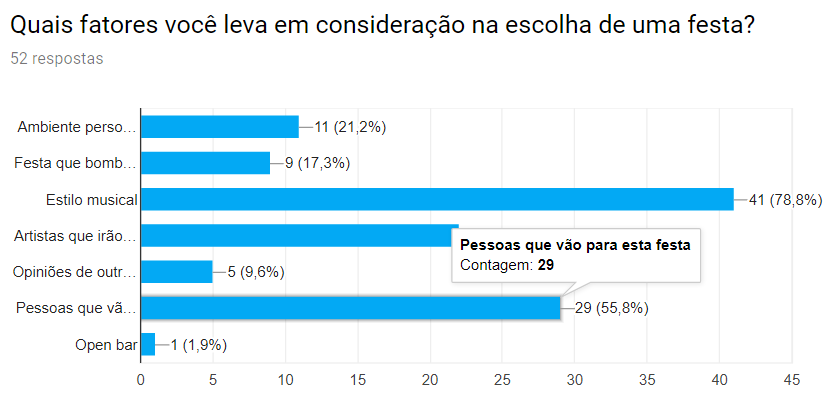 Quais fatores você leva em consideração na escolha de uma festa?
52 respostas
Ambiente perso…
11 (21,2%)
Festa que bomb…
9 (17,3%)
Estilo musical
41 (78,8%)
Artistas que irão…
Pessoas que vão para esta festa
Contagem: 29
Opiniões de outr…
5 (9,6%)
Pessoas que vã…
29 (55,8%)
Open bar
1 (1,9%)
0 5 10 15 20 25 30 35 40 45